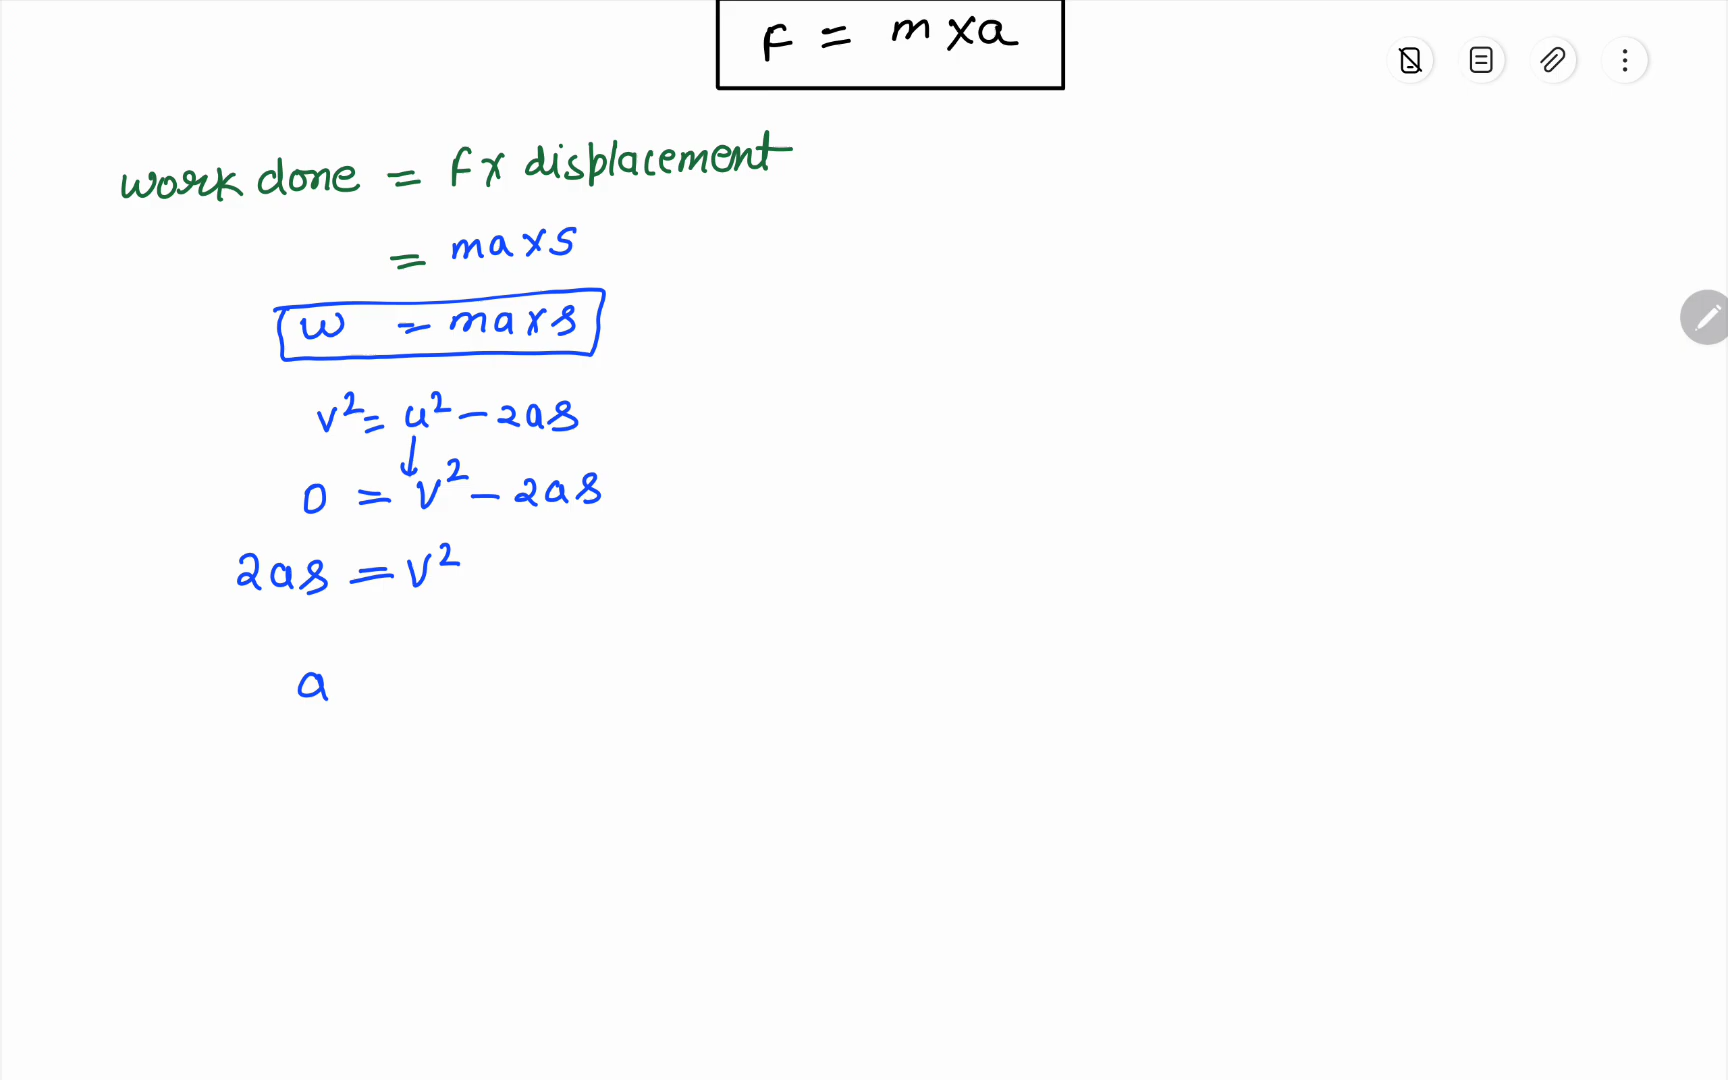 F = m×a
work done = F× displacement
= ma×s
w = ma×s
v²= u²-2as
↓
0 = v²-2as
2as = v²
a